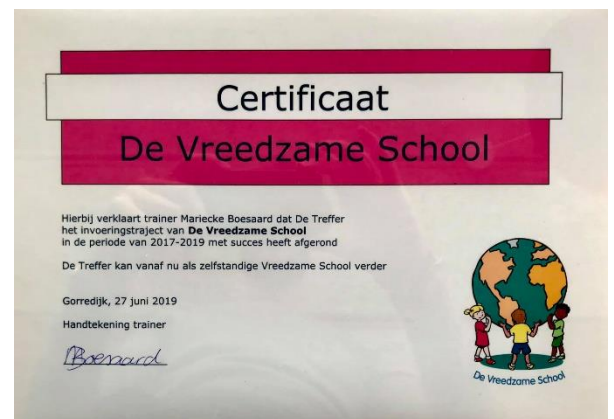 Certificaat
De Vreedzame School
Hierbij verklaart trainer Mariecke Boesaard dat De Treffer
het invoeringstraject van De Vreedzame School
in de periode van 2017-2019 met succes heeft afgerond
De Treffer kan vanaf nu als zelfstandige Vreedzame School verder
Gorredijk, 27 juni 2019
Handtekening trainer
MBoesaard
De Vreedzame School